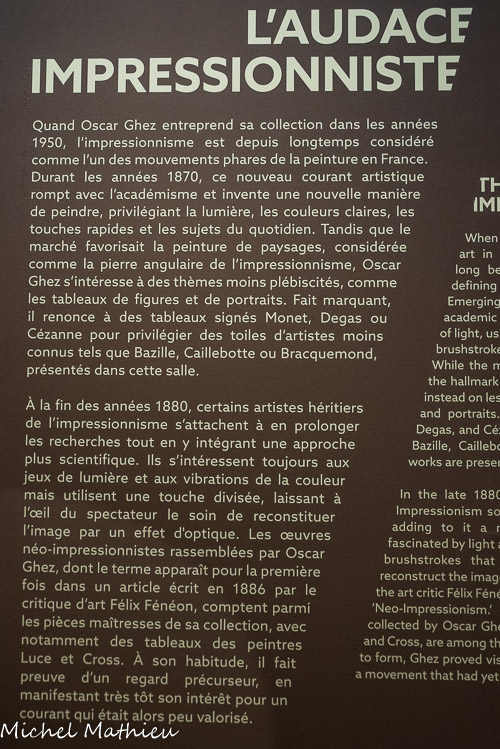 L'AUDACE
IMPRESSIONNISTE
Quand Oscar Ghez entreprend sa collection dans les années
1950, l'impressionnisme est depuis longtemps considéré
comme l'un des mouvements phares de la peinture en France.
Durant les années 1870, ce nouveau courant artistique
rompt avec l'académisme et invente une nouvelle manière
de peindre, privilégiant la lumière, les couleurs claires, les
touches rapides et les sujets du quotidien. Tandis que le
marché favorisait la peinture de paysages, considérée
comme la pierre angulaire de l'impressionnisme, Oscar
Ghez s'intéresse à des thèmes moins plébiscités, comme
les tableaux de figures et de portraits. Fait marquant,
il renonce à des tableaux signés Monet, Degas ou
Cézanne pour privilégier des toiles d'artistes moins
connus tels que Bazille, Caillebotte ou Bracquemond,
présentés dans cette salle.
À la fin des années 1880, certains artistes héritiers
de l'impressionnisme s'attachent à en prolonger
les recherches tout en y intégrant une approche
plus scientifique. Ils s'intéressent toujours aux
jeux de lumière et aux vibrations de la couleur
mais utilisent une touche divisée, laissant à
l'œil du spectateur le soin de reconstituer
l'image par un effet d'optique. Les œuvres
néo-impressionnistes rassemblées par Oscar
Ghez, dont le terme apparaît pour la première
fois dans un article écrit en 1886 par le
critique d'art Félix Fénéon, comptent parmi
les pièces maîtresses de sa collection, avec
notamment des tableaux des peintres
Luce et Cross. À son habitude, il fait
preuve d'un regard précurseur, en
manifestant très tôt son intérêt pour un
courant qui était alors peu valorisé.
TH
IMP
When
art in
long be
defining
Emerging
academic
of light, us
brushstroke
While the m
the hallmark
instead on les
and portraits.
Degas, and Céz
Bazille, Caillebo
works are presen
In the late 1880
Impressionism so
adding to it a m
fascinated by light a
brushstrokes that
reconstruct the image
the art critic Félix Féné
'Neo-Impressionism.'
collected by Oscar Ghe
and Cross, are among th
to form, Ghez proved vis
a movement that had yet
Michel Mathieu